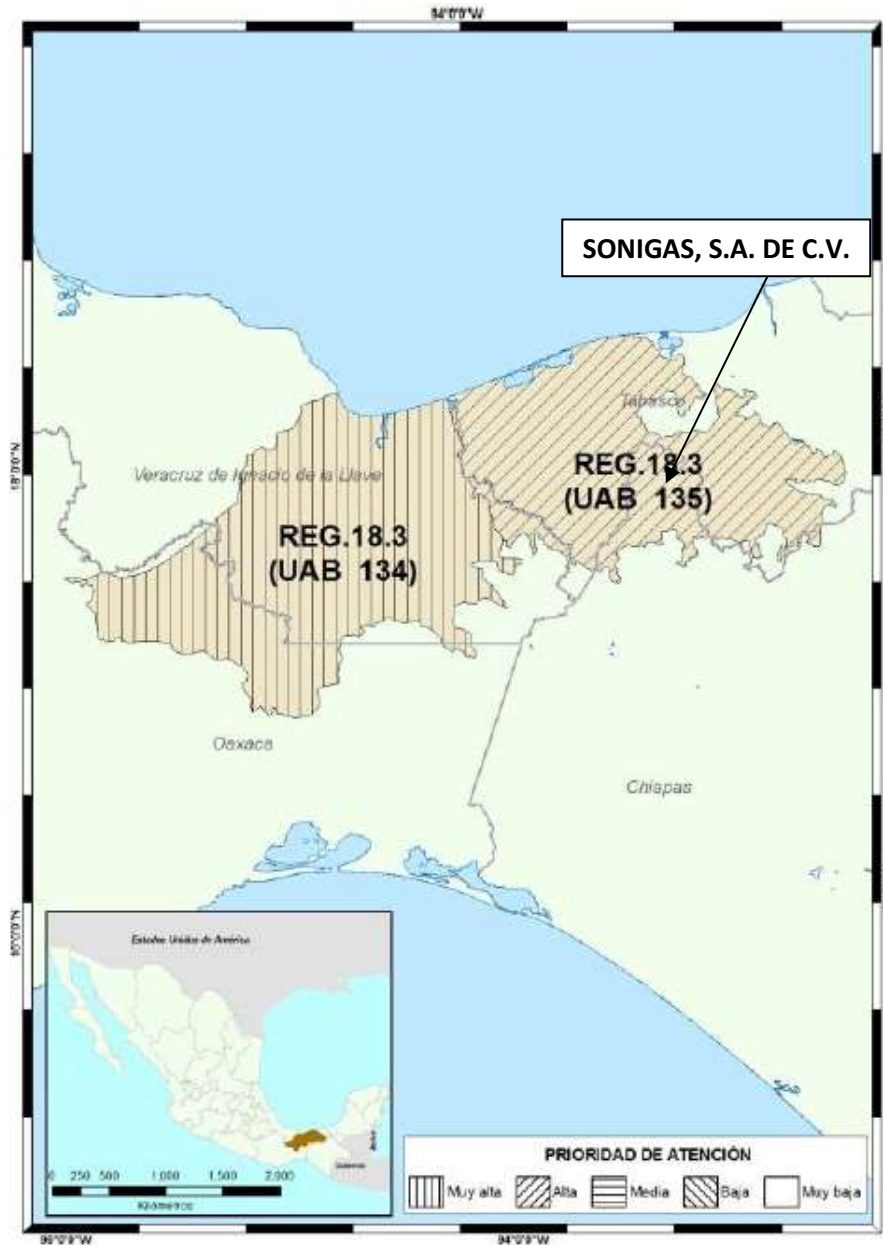 94°0'0"W
SONIGAS, S.A. DE C.V.
Tabasco
18°0'0"N
Veracruz de Ignacio de la Llave
REG.18.3
(UAB 135)
REG.18.3
(UAB 134)
Oaxaca
Chiapas
16°0'0"N
Estados Unidos de América
0 250 500 1,000 1,500 2,000
Kilómetros
PRIORIDAD DE ATENCIÓN
Muy alta Alta Media Baja Muy baja
96°0'0"W 94°0'0"W